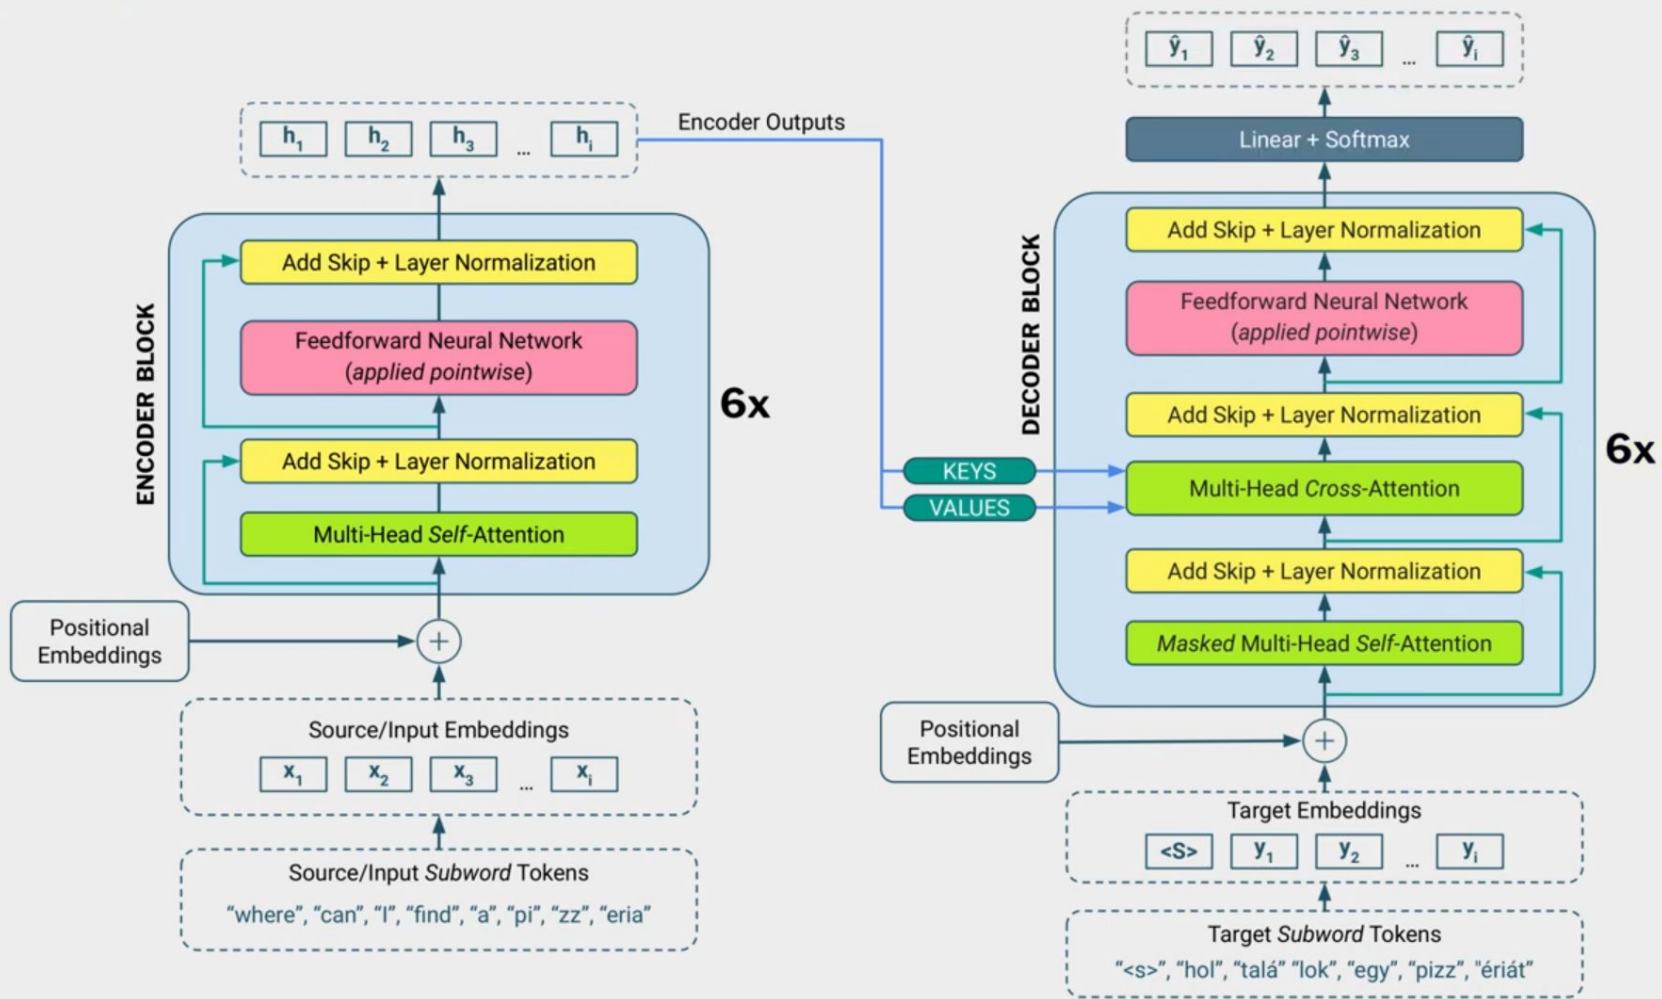 h1 h2 h3 ... hi
Encoder Outputs
ENCODER BLOCK
Add Skip + Layer Normalization
Feedforward Neural Network
(applied pointwise)
Add Skip + Layer Normalization
Multi-Head Self-Attention
6x
Positional
Embeddings
+
Source/Input Embeddings
x1 x2 x3 ... xi
Source/Input Subword Tokens
“where”, “can”, “I”, “find”, “a”, “pi”, “zz”, “eria”
KEYS
VALUES
ŷ1 ŷ2 ŷ3 ... ŷi
Linear + Softmax
DECODER BLOCK
Add Skip + Layer Normalization
Feedforward Neural Network
(applied pointwise)
Add Skip + Layer Normalization
Multi-Head Cross-Attention
Add Skip + Layer Normalization
Masked Multi-Head Self-Attention
6x
Positional
Embeddings
+
Target Embeddings
<S> y1 y2 ... yi
Target Subword Tokens
“<s>”, “hol”, “talá” “lok”, “egy”, “pizz”, "ériát”